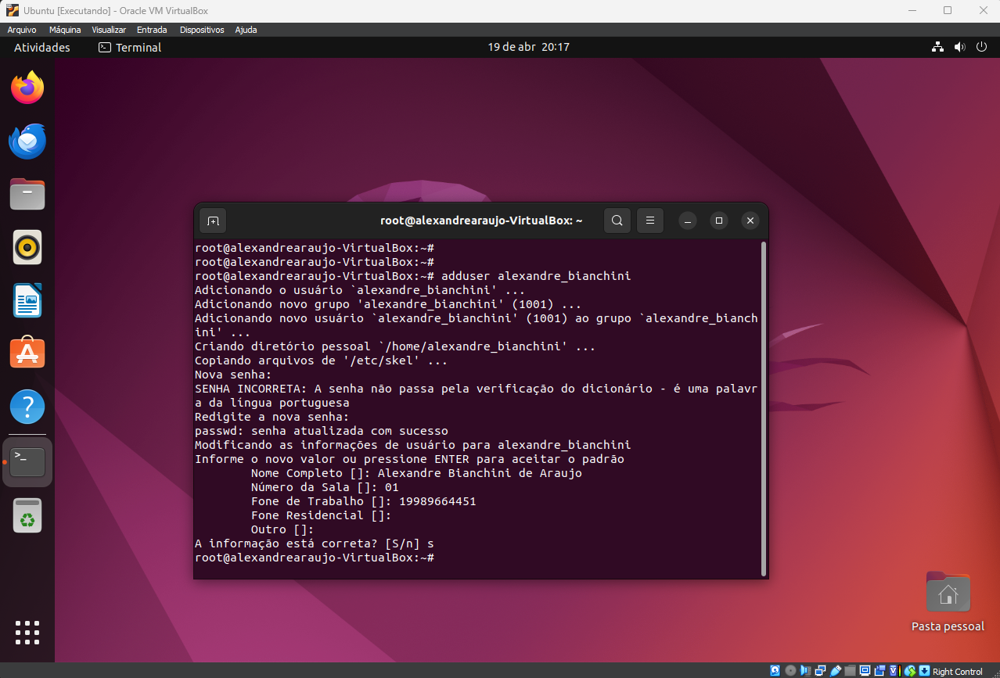 Ubuntu [Executando] - Oracle VM VirtualBox
Arquivo Máquina Visualizar Entrada Dispositivos Ajuda
Atividades Terminal 19 de abr 20:17
root@alexandrearaujo-VirtualBox: ~
root@alexandrearaujo-VirtualBox:~#
root@alexandrearaujo-VirtualBox:~#
root@alexandrearaujo-VirtualBox:~# adduser alexandre_bianchini
Adicionando o usuário `alexandre_bianchini' ...
Adicionando novo grupo 'alexandre_bianchini' (1001) ...
Adicionando novo usuário `alexandre_bianchini' (1001) ao grupo `alexandre_bianch
ini' ...
Criando diretório pessoal `/home/alexandre_bianchini' ...
Copiando arquivos de '/etc/skel' ...
Nova senha:
SENHA INCORRETA: A senha não passa pela verificação do dicionário - é uma palavr
a da língua portuguesa
Redigite a nova senha:
passwd: senha atualizada com sucesso
Modificando as informações de usuário para alexandre_bianchini
Informe o novo valor ou pressione ENTER para aceitar o padrão
Nome Completo []: Alexandre Bianchini de Araujo
Número da Sala []: 01
Fone de Trabalho []: 19989664451
Fone Residencial []:
Outro []:
A informação está correta? [S/n] s
root@alexandrearaujo-VirtualBox:~#
Pasta pessoal
Right Control